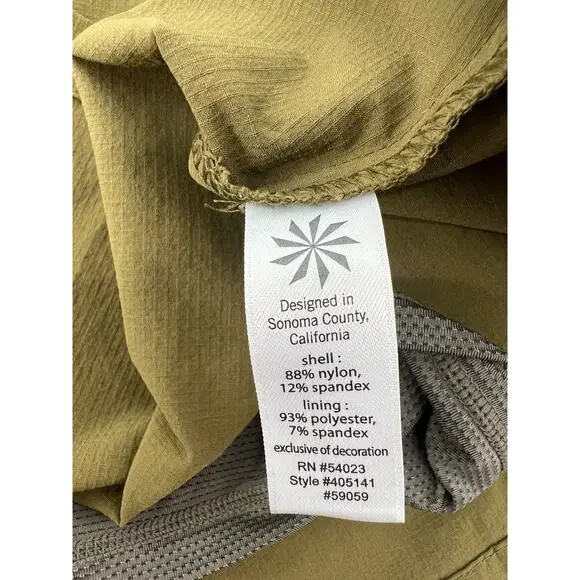 Designed in
Sonoma County,
California
shell :
88% nylon,
12% spandex
lining :
93% polyester,
7% spandex
exclusive of decoration
RN #54023
Style #405141
#59059